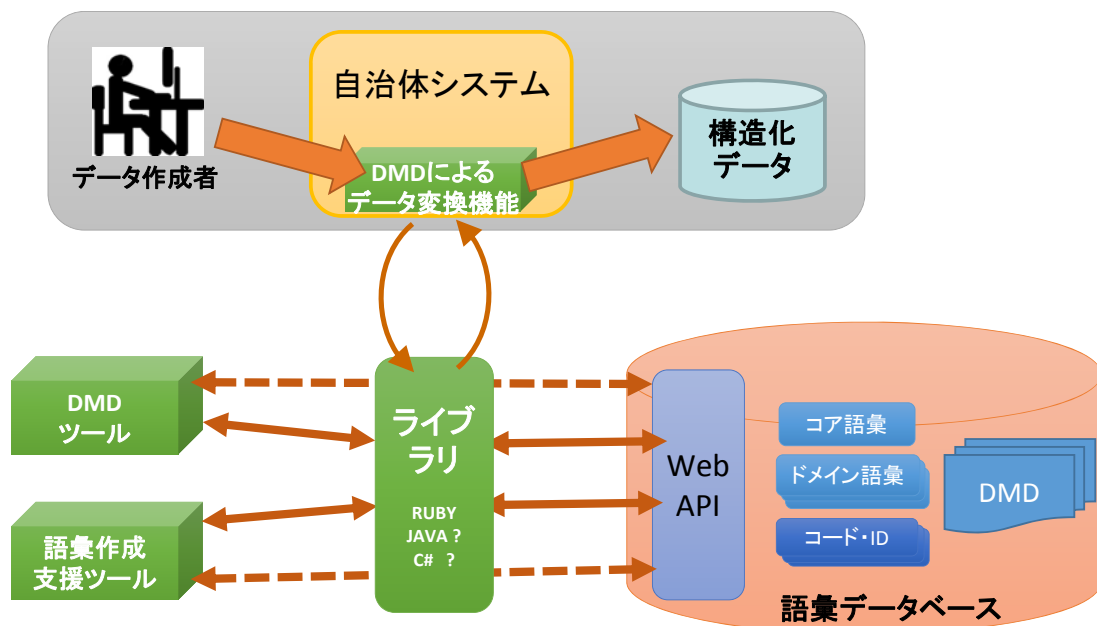 自治体システム
データ作成者
DMDによる
データ変換機能
構造化
データ
DMD
ツール
語彙作成
支援ツール
ライブ
ラリ
RUBY
JAVA ?
C# ?
Web
API
コア語彙
ドメイン語彙
コード・ID
DMD
語彙データベース